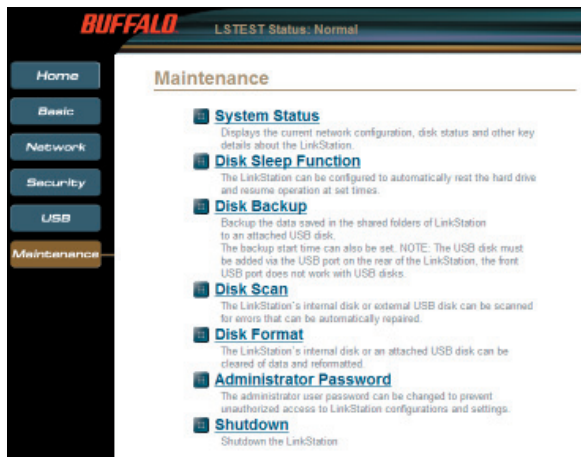 BUFFALO
LSTEST Status: Normal
Home
Basic
Network
Security
USB
Maintenance
Maintenance
System Status
Displays the current network configuration, disk status and other key
details about the LinkStation.
Disk Sleep Function
The LinkStation can be configured to automatically rest the hard drive
and resume operation at set times.
Disk Backup
Backup the data saved in the shared folders of LinkStation
to an attached USB disk.
The backup start time can also be set. NOTE: The USB disk must
be added via the USB port on the rear of the LinkStation, the front
USB port does not work with USB disks.
Disk Scan
The LinkStation's internal disk or external USB disk can be scanned
for errors that can be automatically repaired.
Disk Format
The LinkStation's internal disk or an attached USB disk can be
cleared of data and reformatted.
Administrator Password
The administrator user password can be changed to prevent
unauthorized access to LinkStation configurations and settings.
Shutdown
Shutdown the LinkStation